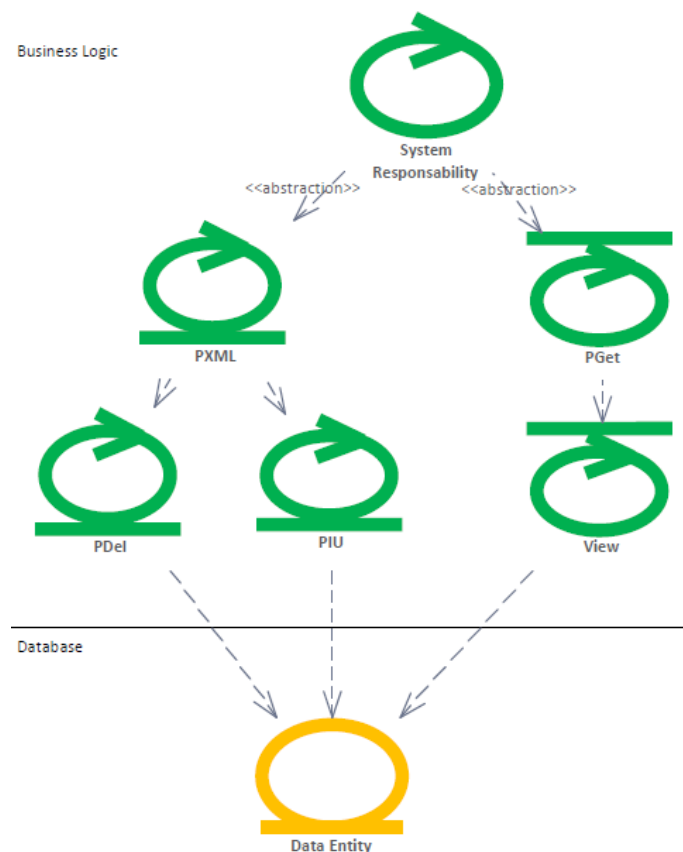 Business Logic
System
Responsability
<<abstraction>>
<<abstraction>>
PXML
PGet
PDel
PIU
View
Database
Data Entity